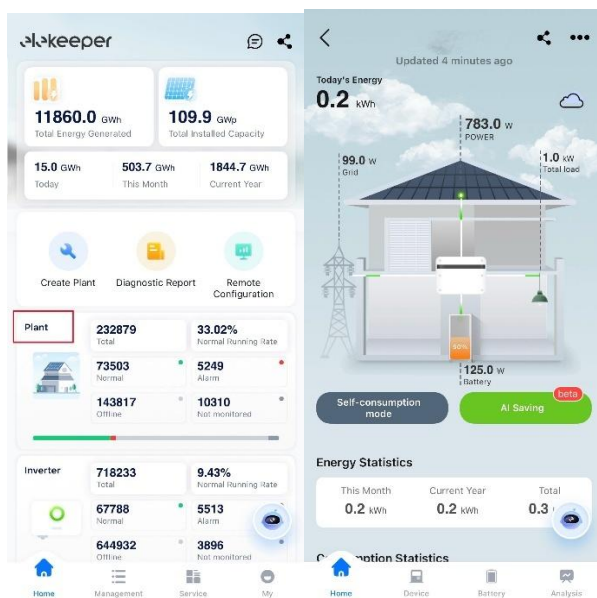 elekeeper
11860.0 GWh
Total Energy Generated
109.9 GWp
Total Installed Capacity
15.0 GWh
Today
503.7 GWh
This Month
1844.7 GWh
Current Year
Create Plant
Diagnostic Report
Remote
Configuration
Plant
232879
Total
33.02%
Normal Running Rate
73503
Normal
5249
Alarm
143817
Offline
10310
Not monitored
Inverter
718233
Total
9.43%
Normal Running Rate
67788
Normal
5513
Alarm
644932
Offline
3896
Not monitored
Home
Management
Service
My
Updated 4 minutes ago
Today's Energy
0.2 kWh
783.0 w
POWER
99.0 w
Grid
1.0 kW
Total load
80%
125.0 w
Battery
Self-consumption
mode
AI Saving
beta
Energy Statistics
This Month
0.2 kWh
Current Year
0.2 kWh
Total
0.3
Statistics
Home
Device
Battery
Analysis